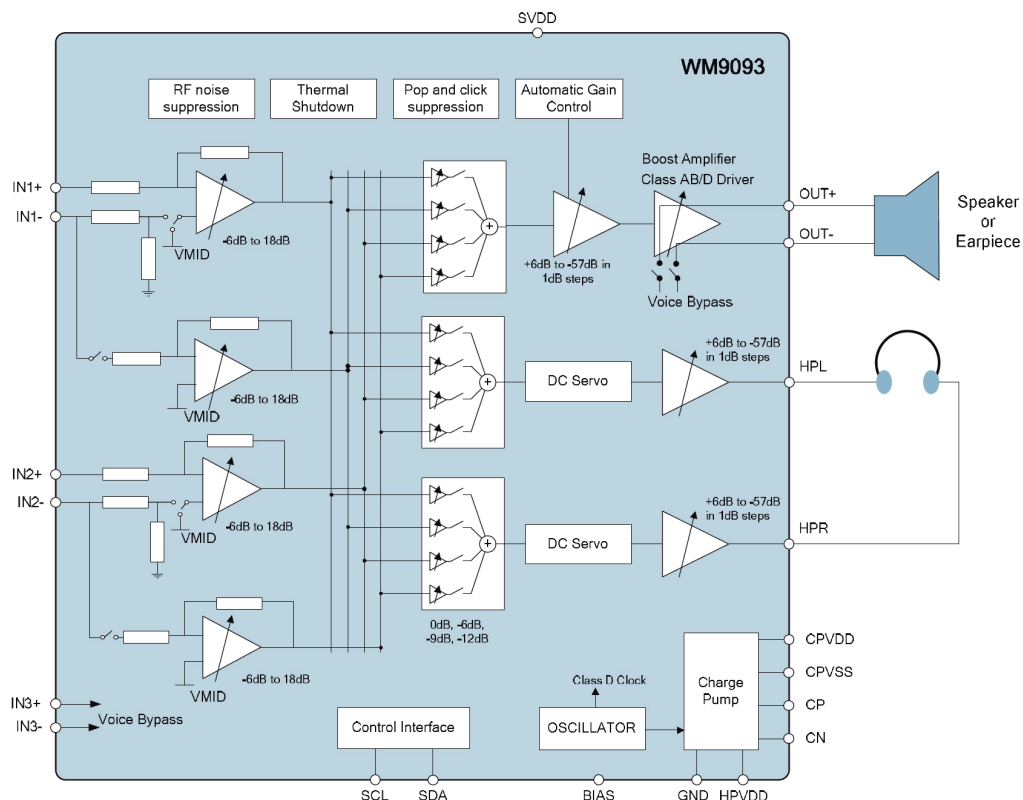 SVDD
WM9093
RF noise
suppression
Thermal
Shutdown
Pop and click
suppression
Automatic Gain
Control
Boost Amplifier
Class AB/D Driver
IN1+
IN1-
VMID
-6dB to 18dB
+6dB to -57dB in
1dB steps
Voice Bypass
OUT+
OUT-
Speaker
or
Earpiece
VMID
-6dB to 18dB
DC Servo
+6dB to -57dB
in 1dB steps
HPL
IN2+
IN2-
VMID
-6dB to 18dB
DC Servo
+6dB to -57dB
in 1dB steps
HPR
VMID
-6dB to 18dB
0dB, -6dB,
-9dB, -12dB
IN3+
IN3-
Voice Bypass
Control Interface
Class D Clock
OSCILLATOR
Charge
Pump
CPVDD
CPVSS
CP
CN
SCL
SDA
BIAS
GND
HPVDD